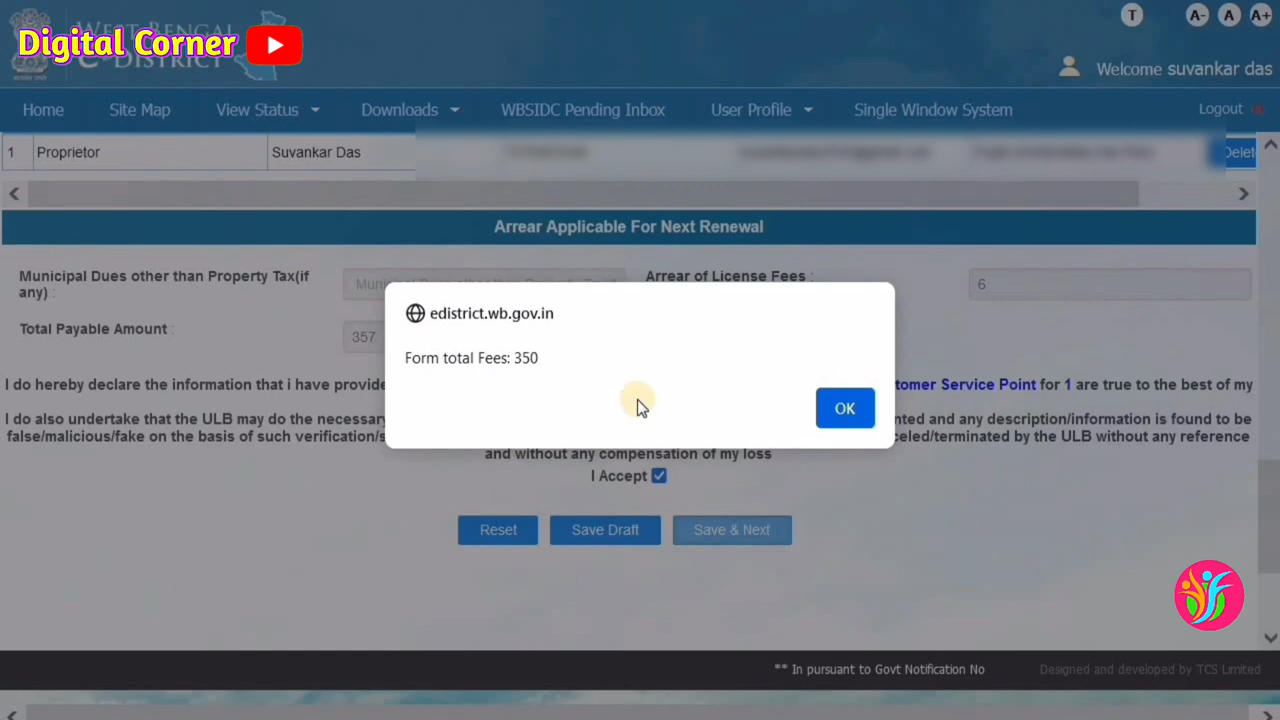 WEST BENGAL
E-DISTRICT
Digital Corner
T A- A A+
Welcome suvankar das
Home Site Map View Status Downloads WBSIDC Pending Inbox User Profile Single Window System Logout
1 Proprietor Suvankar Das Delet
Arrear Applicable For Next Renewal
Municipal Dues other than Property Tax(if
any) :
Arrear of License Fees : 6
Total Payable Amount : 357
edistrict.wb.gov.in
Form total Fees: 350
OK
I do hereby declare the information that i have provide tomer Service Point for 1 are true to the best of my
I do also undertake that the ULB may do the necessary nted and any description/information is found to be
false/malicious/fake on the basis of such verification/s celed/terminated by the ULB without any reference
and without any compensation of my loss
I Accept
Reset Save Draft Save & Next
** In pursuant to Govt Notification No Designed and developed by TCS Limited